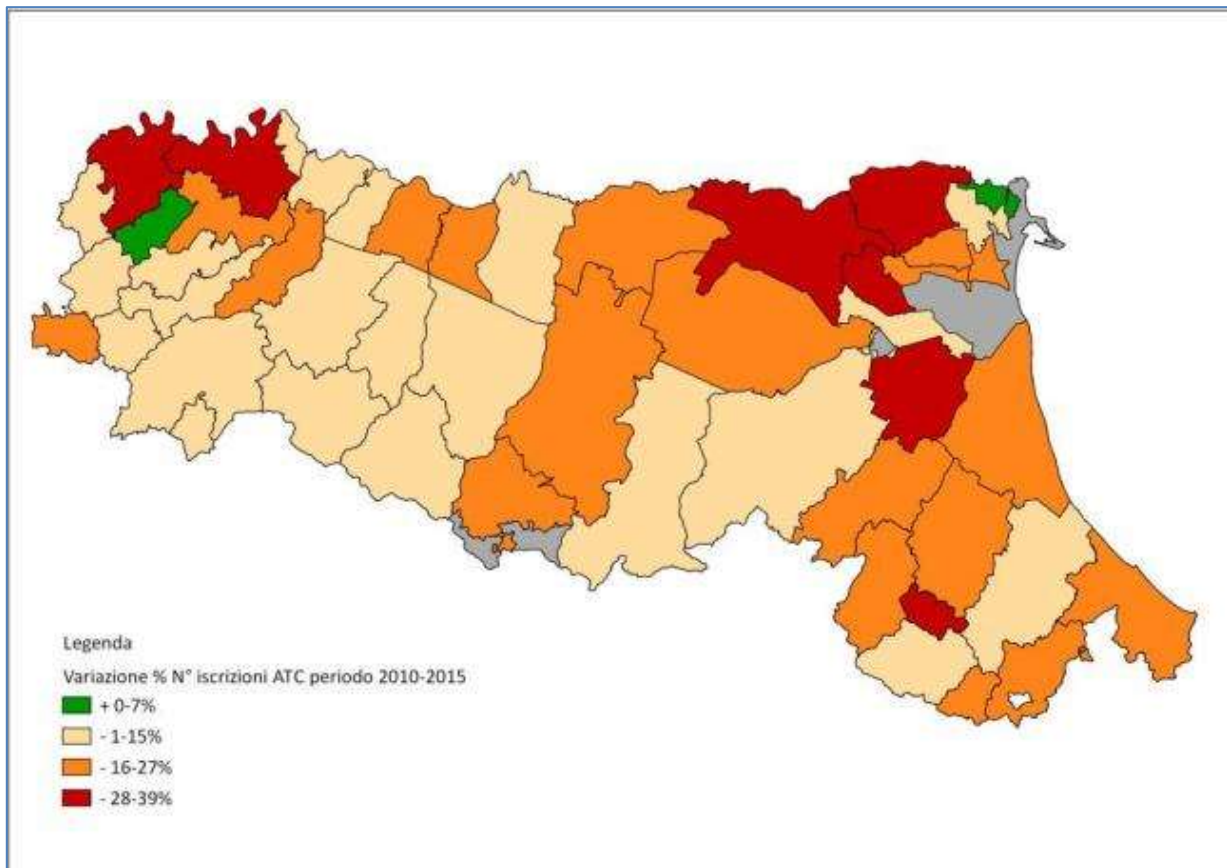 Legenda
Variazione % N° iscrizioni ATC periodo 2010-2015
+ 0-7%
- 1-15%
- 16-27%
- 28-39%